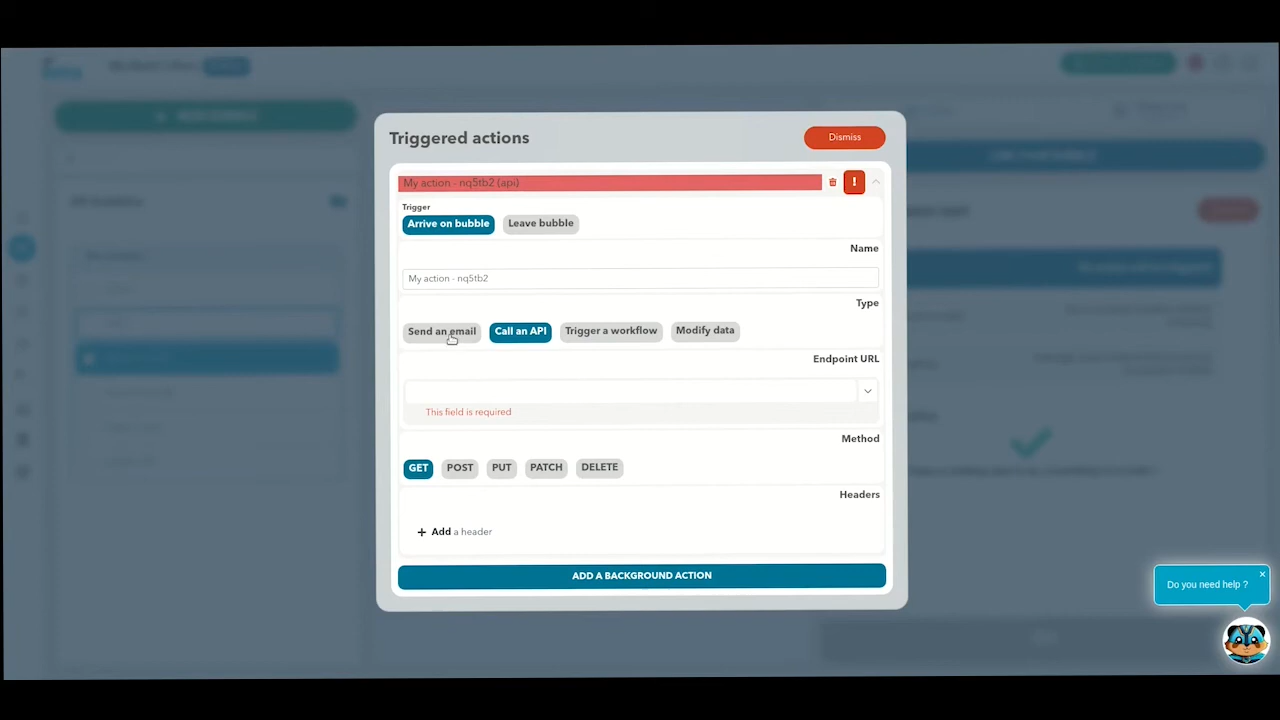 Triggered actions
Dismiss
My action - nq5tb2 (api)
!
Trigger
Arrive on bubble
Leave bubble
Name
My action - nq5tb2
Type
Send an email
Call an API
Trigger a workflow
Modify data
Endpoint URL
This field is required
Method
GET
POST
PUT
PATCH
DELETE
Headers
+ Add a header
ADD A BACKGROUND ACTION
Do you need help ?